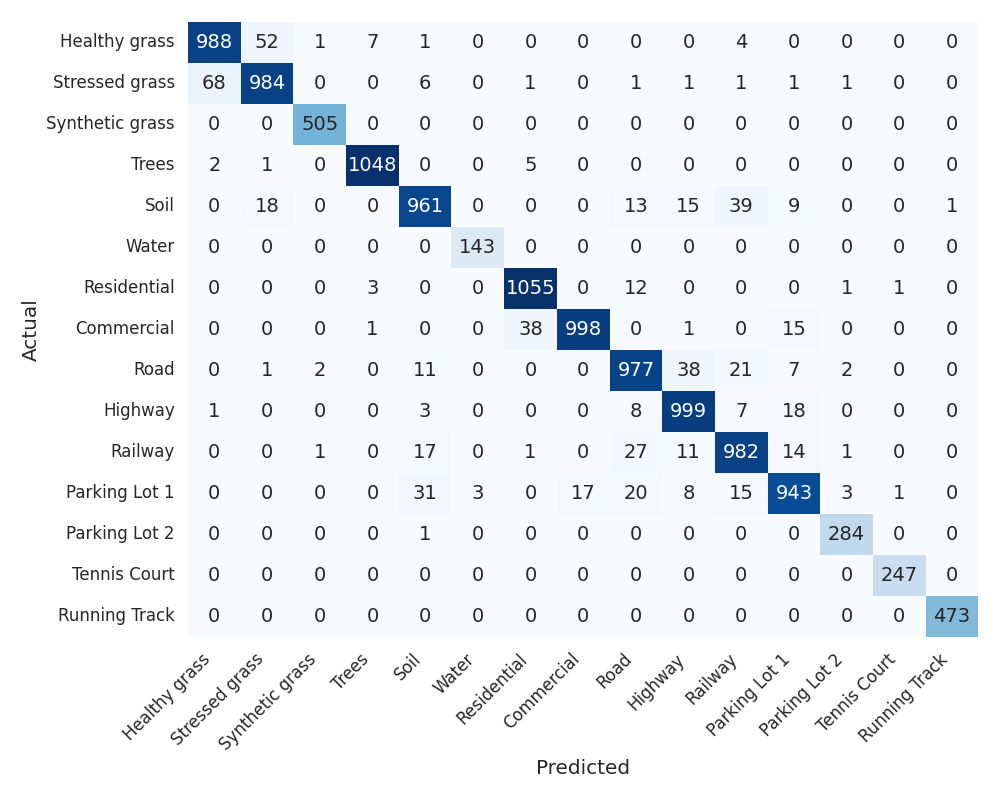 Healthy grass 988 52 1 7 1 0 0 0 0 0 4 0 0 0 0
Stressed grass 68 984 0 0 6 0 1 0 1 1 1 1 1 0 0
Synthetic grass 0 0 505 0 0 0 0 0 0 0 0 0 0 0 0
Trees 2 1 0 1048 0 0 5 0 0 0 0 0 0 0 0
Soil 0 18 0 0 961 0 0 0 13 15 39 9 0 0 1
Water 0 0 0 0 0 143 0 0 0 0 0 0 0 0 0
Residential 0 0 0 3 0 0 1055 0 12 0 0 0 1 1 0
Commercial 0 0 0 1 0 0 38 998 0 1 0 15 0 0 0
Road 0 1 2 0 11 0 0 0 977 38 21 7 2 0 0
Highway 1 0 0 0 3 0 0 0 8 999 7 18 0 0 0
Railway 0 0 1 0 17 0 1 0 27 11 982 14 1 0 0
Parking Lot 1 0 0 0 0 31 3 0 17 20 8 15 943 3 1 0
Parking Lot 2 0 0 0 0 1 0 0 0 0 0 0 0 284 0 0
Tennis Court 0 0 0 0 0 0 0 0 0 0 0 0 0 247 0
Running Track 0 0 0 0 0 0 0 0 0 0 0 0 0 0 473
Actual
Healthy grass
Stressed grass
Synthetic grass
Trees
Soil
Water
Residential
Commercial
Road
Highway
Railway
Parking Lot 1
Parking Lot 2
Tennis Court
Running Track
Predicted